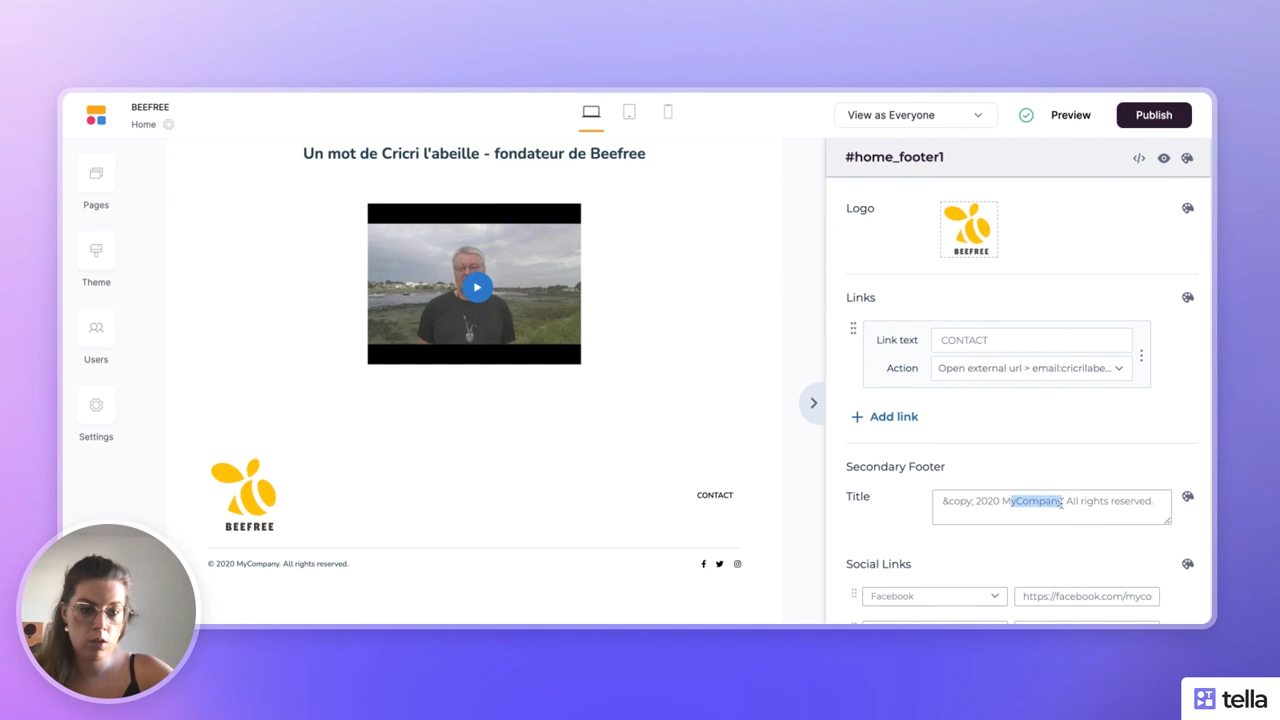 BEEFREE
Home
View as Everyone
Preview
Publish
Pages
Theme
Users
Settings
Un mot de Cricri l'abeille - fondateur de Beefree
BEEFREE
CONTACT
© 2020 MyCompany. All rights reserved.
#home_footer1
Logo
BEEFREE
Links
Link text
CONTACT
Action
Open external url > email:cricrilabe...
+ Add link
Secondary Footer
Title
&copy; 2020 MyCompany. All rights reserved.
Social Links
Facebook
https://facebook.com/myco
tella